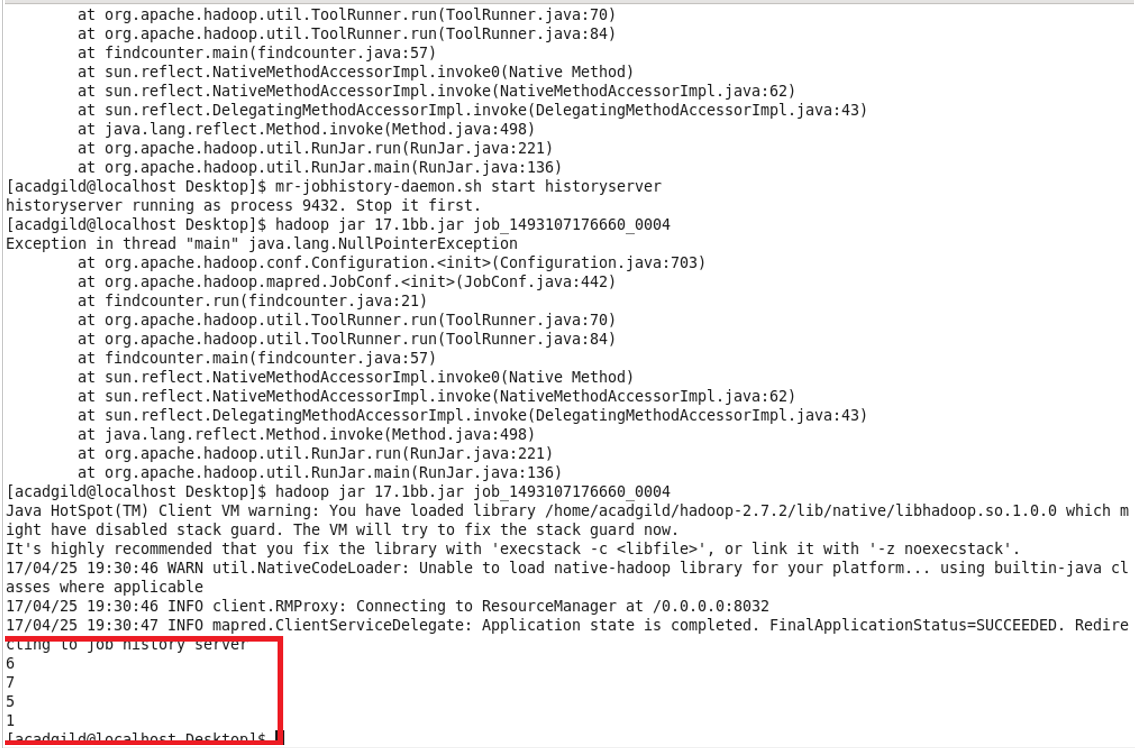 at org.apache.hadoop.util.ToolRunner.run(ToolRunner.java:70)
at org.apache.hadoop.util.ToolRunner.run(ToolRunner.java:84)
at findcounter.main(findcounter.java:57)
at sun.reflect.NativeMethodAccessorImpl.invoke0(Native Method)
at sun.reflect.NativeMethodAccessorImpl.invoke(NativeMethodAccessorImpl.java:62)
at sun.reflect.DelegatingMethodAccessorImpl.invoke(DelegatingMethodAccessorImpl.java:43)
at java.lang.reflect.Method.invoke(Method.java:498)
at org.apache.hadoop.util.RunJar.run(RunJar.java:221)
at org.apache.hadoop.util.RunJar.main(RunJar.java:136)
[acadgild@localhost Desktop]$ mr-jobhistory-daemon.sh start historyserver
historyserver running as process 9432. Stop it first.
[acadgild@localhost Desktop]$ hadoop jar 17.1bb.jar job_1493107176660_0004
Exception in thread "main" java.lang.NullPointerException
at org.apache.hadoop.conf.Configuration.<init>(Configuration.java:703)
at org.apache.hadoop.mapred.JobConf.<init>(JobConf.java:442)
at findcounter.run(findcounter.java:21)
at org.apache.hadoop.util.ToolRunner.run(ToolRunner.java:70)
at org.apache.hadoop.util.ToolRunner.run(ToolRunner.java:84)
at findcounter.main(findcounter.java:57)
at sun.reflect.NativeMethodAccessorImpl.invoke0(Native Method)
at sun.reflect.NativeMethodAccessorImpl.invoke(NativeMethodAccessorImpl.java:62)
at sun.reflect.DelegatingMethodAccessorImpl.invoke(DelegatingMethodAccessorImpl.java:43)
at java.lang.reflect.Method.invoke(Method.java:498)
at org.apache.hadoop.util.RunJar.run(RunJar.java:221)
at org.apache.hadoop.util.RunJar.main(RunJar.java:136)
[acadgild@localhost Desktop]$ hadoop jar 17.1bb.jar job_1493107176660_0004
Java HotSpot(TM) Client VM warning: You have loaded library /home/acadgild/hadoop-2.7.2/lib/native/libhadoop.so.1.0.0 which m
ight have disabled stack guard. The VM will try to fix the stack guard now.
It's highly recommended that you fix the library with 'execstack -c <libfile>', or link it with '-z noexecstack'.
17/04/25 19:30:46 WARN util.NativeCodeLoader: Unable to load native-hadoop library for your platform... using builtin-java cl
asses where applicable
17/04/25 19:30:46 INFO client.RMProxy: Connecting to ResourceManager at /0.0.0.0:8032
17/04/25 19:30:47 INFO mapred.ClientServiceDelegate: Application state is completed. FinalApplicationStatus=SUCCEEDED. Redire
cting to job history server
6
7
5
1
[acadgild@localhost Desktop]$